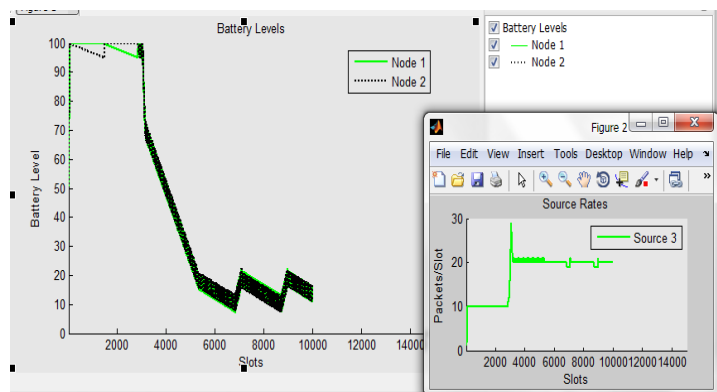 Battery Levels
Node 1
Node 2
Battery Level
100
90
80
70
60
50
40
30
20
10
0
2000 4000 6000 8000 10000 12000 14000
Slots
Battery Levels
Node 1
Node 2
Figure 2
File Edit View Insert Tools Desktop Window Help
Source Rates
Source 3
Packets/Slot
30
20
10
0
2000 4000 6000 8000 10000 12000 14000
Slots